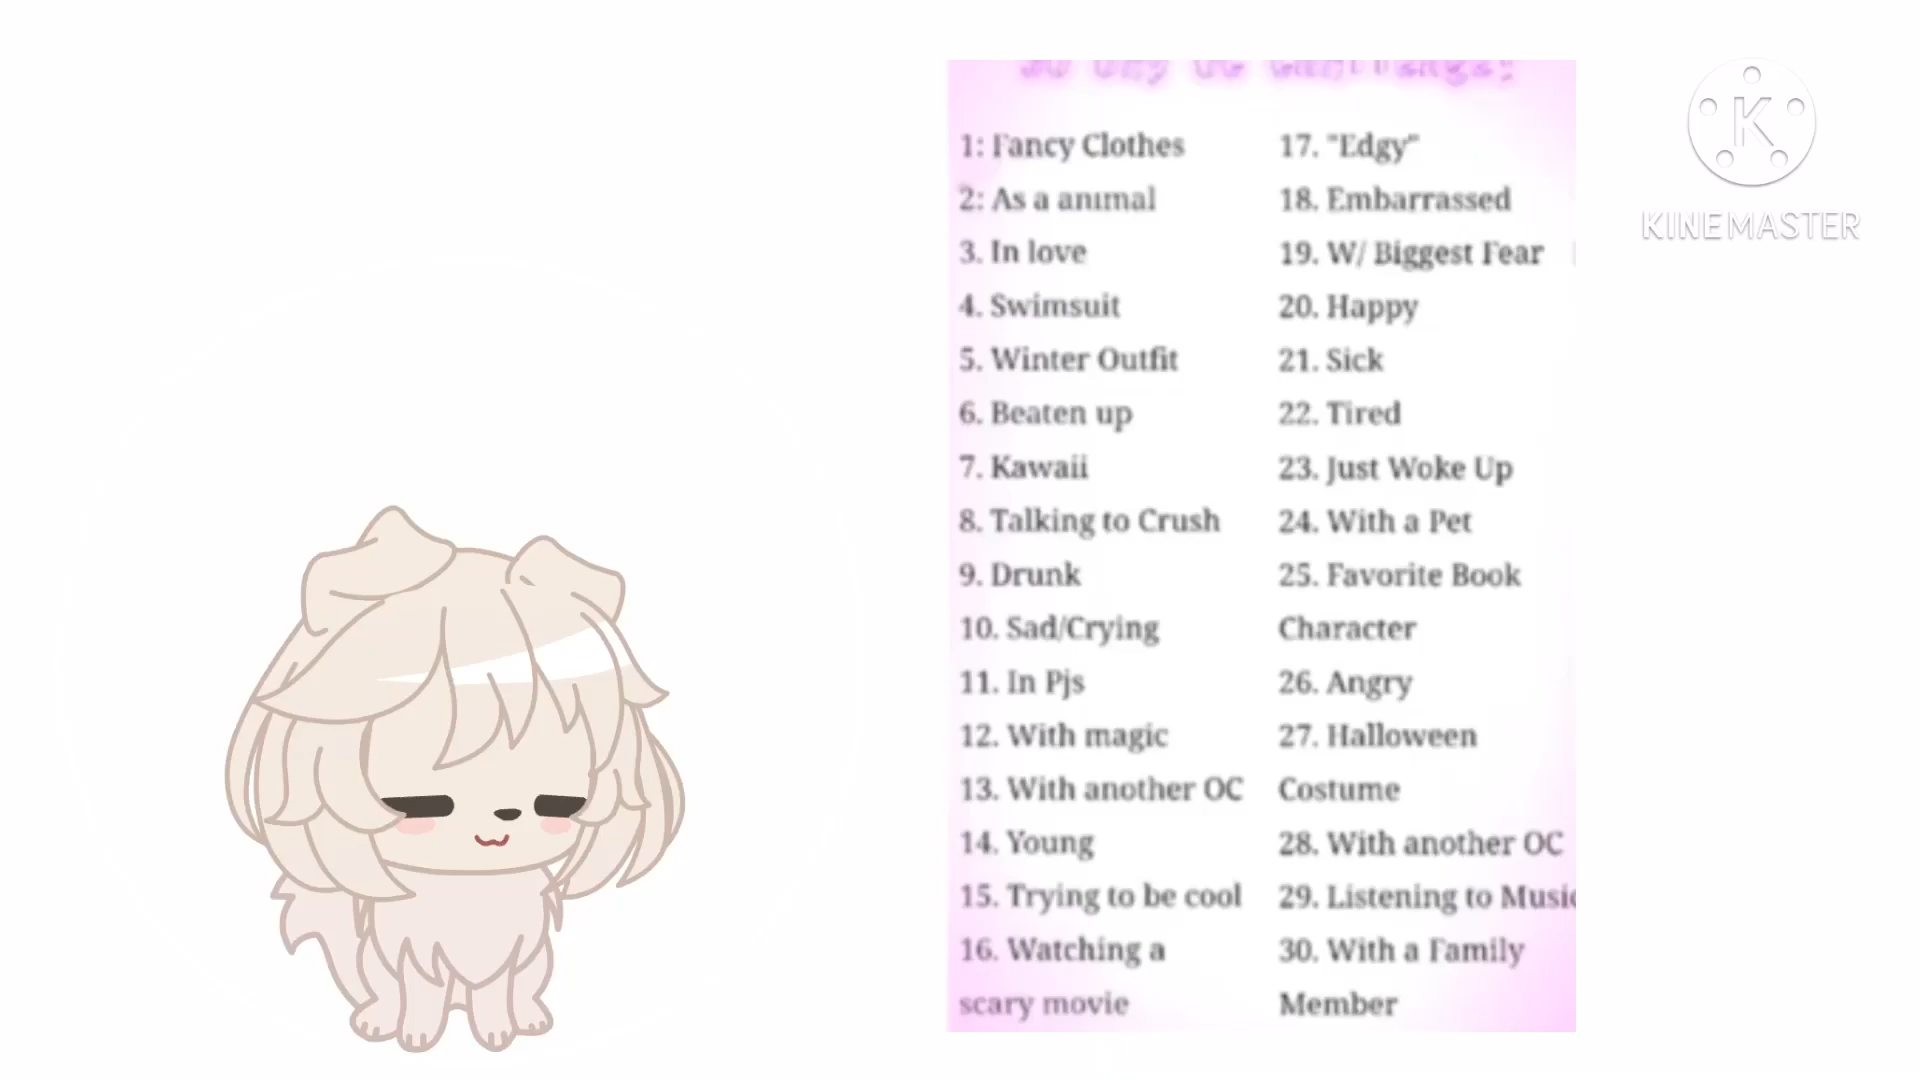 1: Fancy Clothes
2: As a animal
3. In love
4. Swimsuit
5. Winter Outfit
6. Beaten up
7. Kawaii
8. Talking to Crush
9. Drunk
10. Sad/Crying
11. In Pjs
12. With magic
13. With another OC
14. Young
15. Trying to be cool
16. Watching a
scary movie
17. "Edgy"
18. Embarrassed
19. W/ Biggest Fear
20. Happy
21. Sick
22. Tired
23. Just Woke Up
24. With a Pet
25. Favorite Book
Character
26. Angry
27. Halloween
Costume
28. With another OC
29. Listening to Music
30. With a Family
Member
K
KINEMASTER